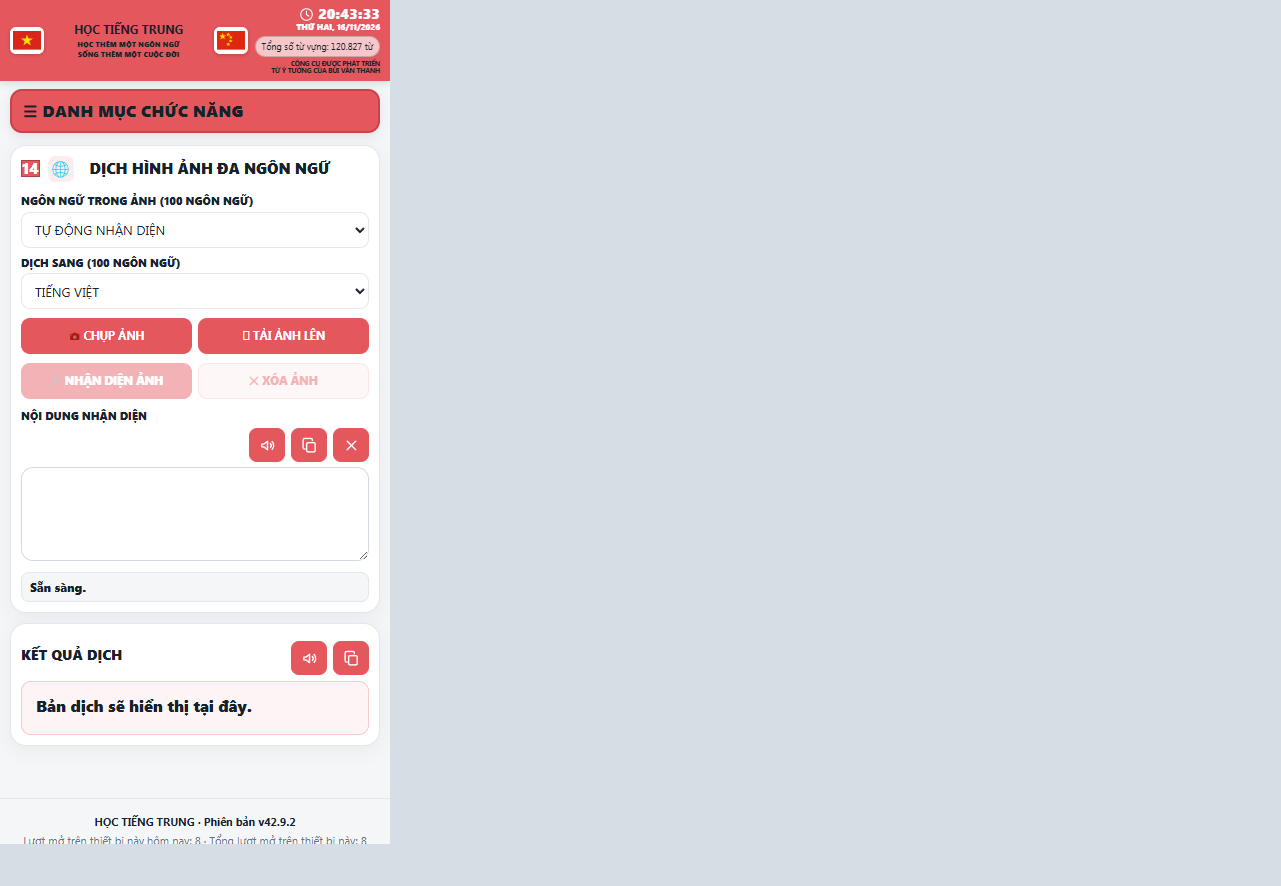 HỌC TIẾNG TRUNG
HỌC THÊM MỘT NGÔN NGỮ
SỐNG THÊM MỘT CUỘC ĐỜI
20:43:33
THỨ HAI, 16/11/2026
Tổng số từ vựng: 120.827 từ
CÔNG CỤ ĐƯỢC PHÁT TRIỂN
TỪ Ý TƯỞNG CỦA BÙI VĂN THANH
☰ DANH MỤC CHỨC NĂNG
14 DỊCH HÌNH ẢNH ĐA NGÔN NGỮ
NGÔN NGỮ TRONG ẢNH (100 NGÔN NGỮ)
TỰ ĐỘNG NHẬN DIỆN
DỊCH SANG (100 NGÔN NGỮ)
TIẾNG VIỆT
CHỤP ẢNH
TẢI ẢNH LÊN
NHẬN DIỆN ẢNH
XÓA ẢNH
NỘI DUNG NHẬN DIỆN
Sẵn sàng.
KẾT QUẢ DỊCH
Bản dịch sẽ hiển thị tại đây.
HỌC TIẾNG TRUNG · Phiên bản v42.9.2
Lượt mở trên thiết bị này hôm nay: 8 · Tổng lượt mở trên thiết bị này: 8